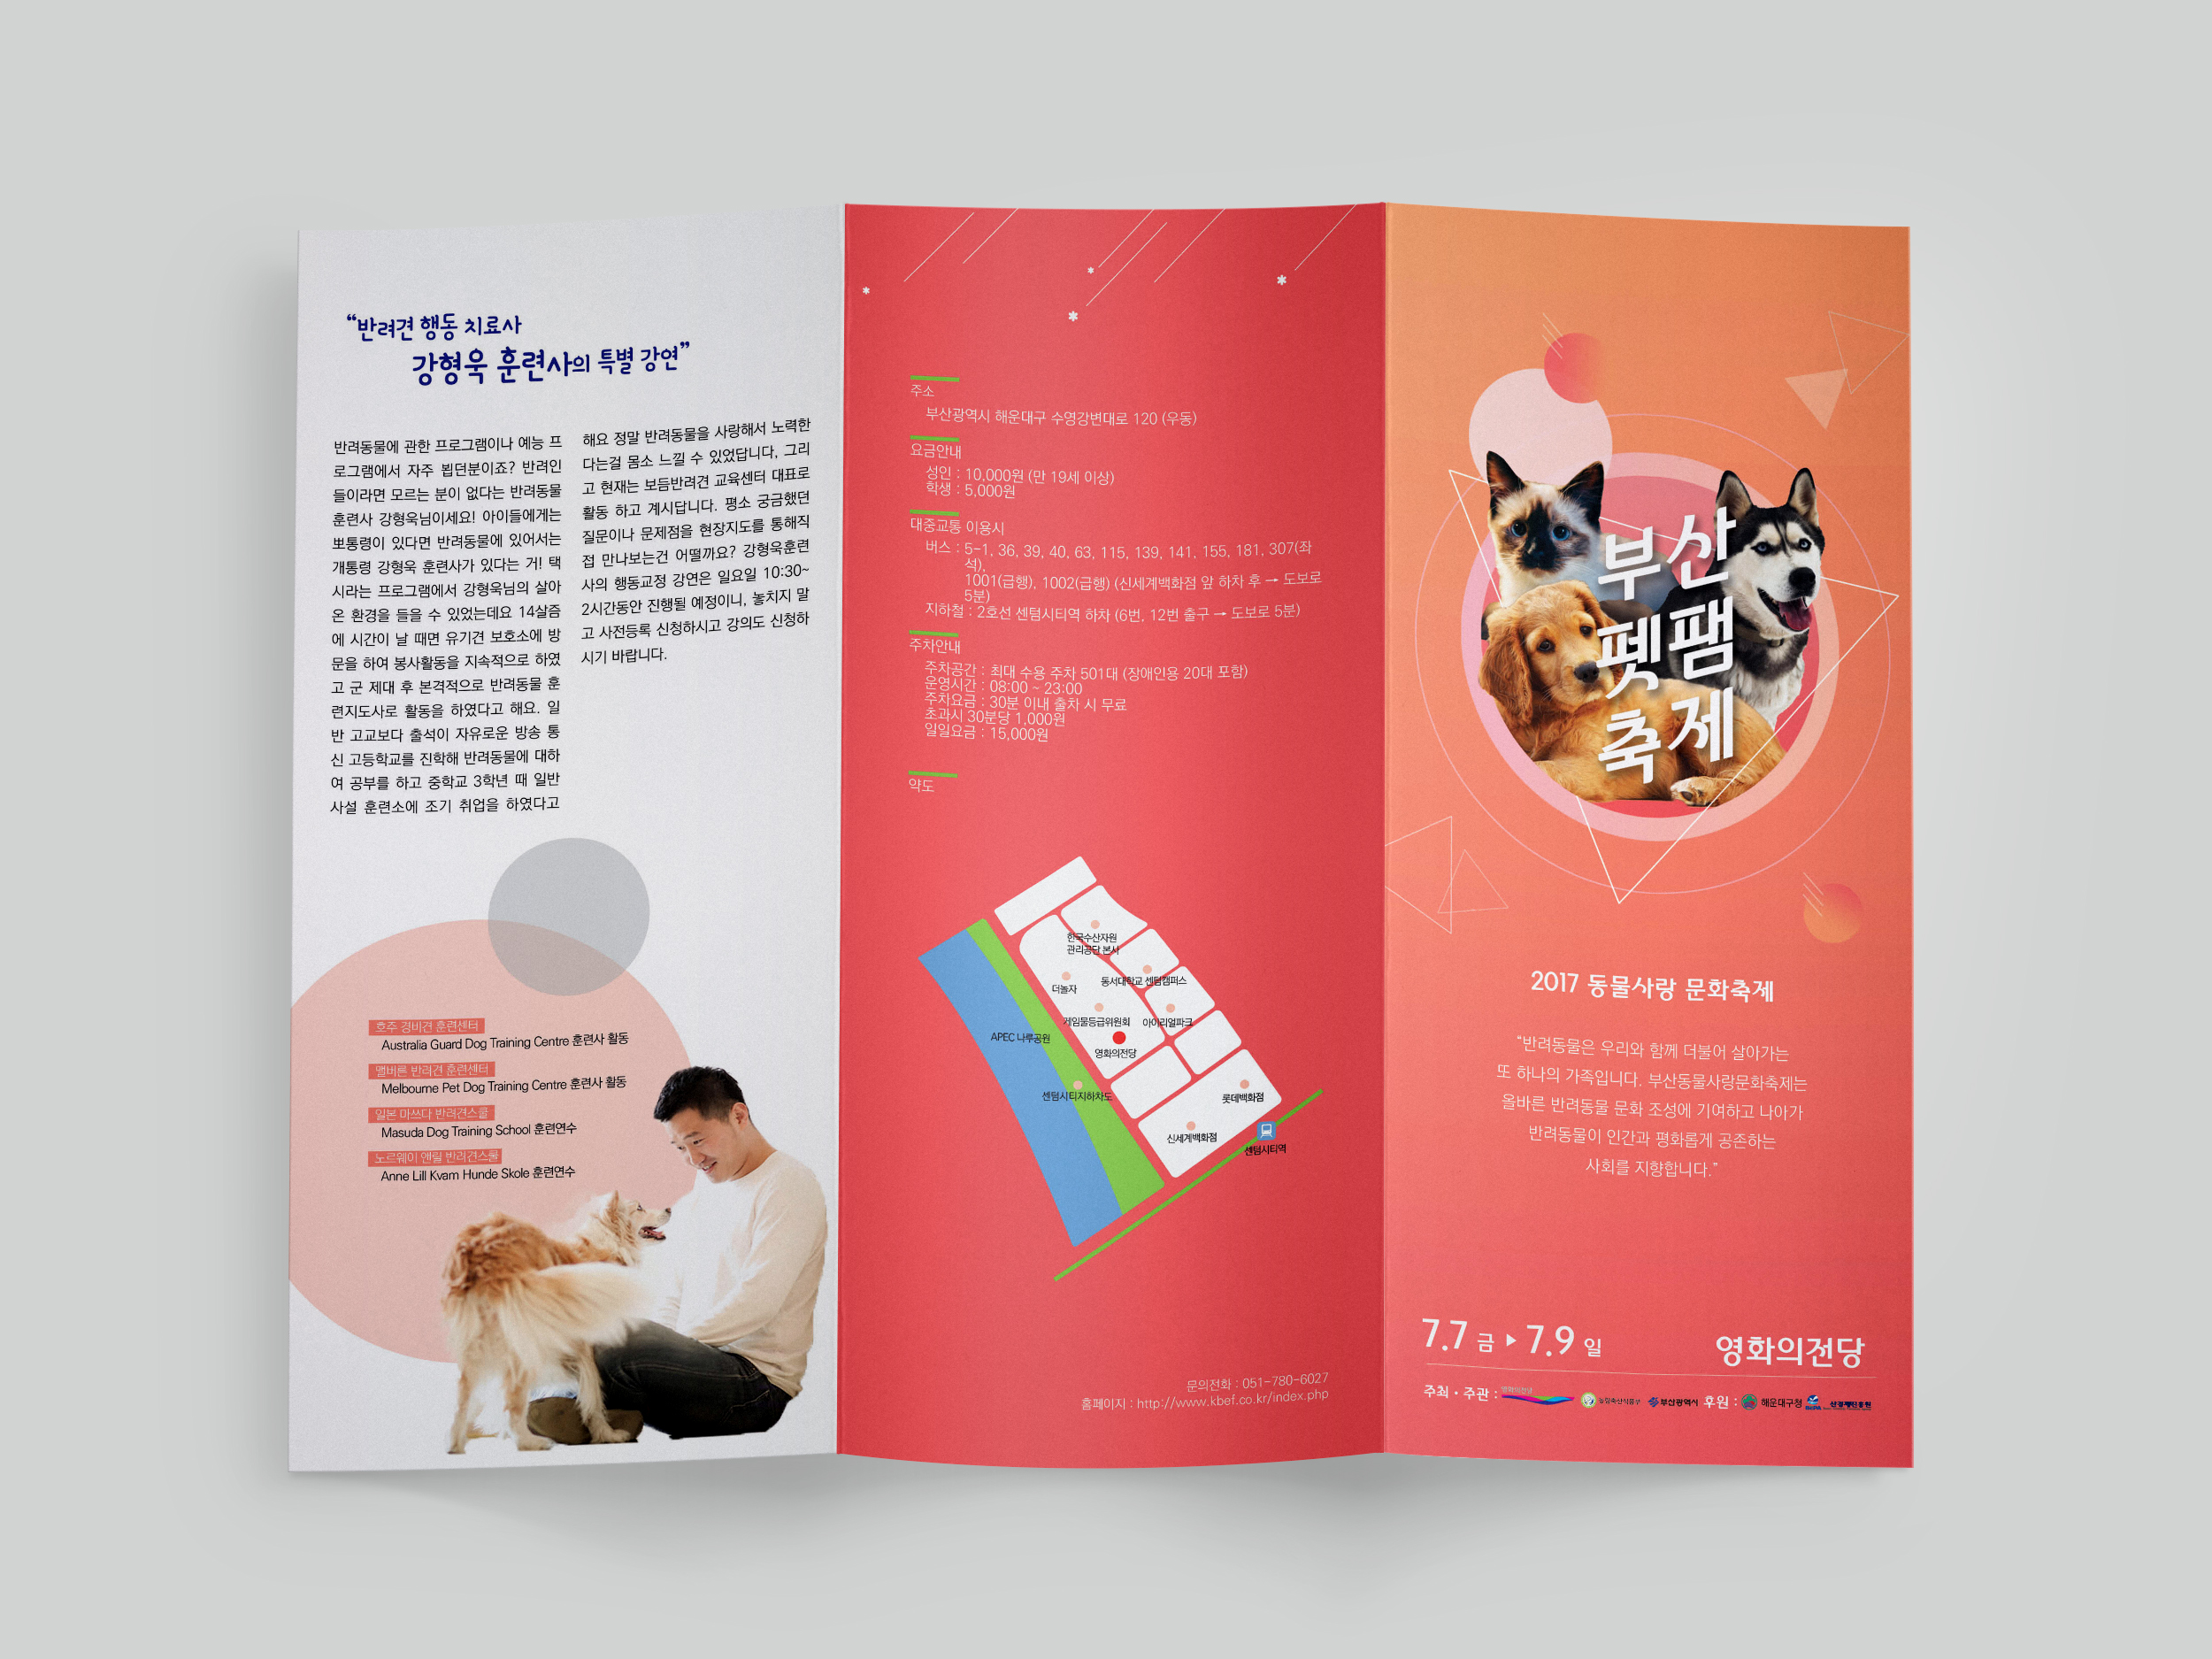 “반려견 행동 치료사
강형욱 훈련사의 특별 강연”
반려동물에 관한 프로그램이나 예능 프
로그램에서 자주 뵙던분이죠? 반려인
들이라면 모르는 분이 없다는 반려동물
훈련사 강형욱님이세요! 아이들에게는
뽀통령이 있다면 반려동물에 있어서는
개통령 강형욱 훈련사가 있다는 거! 택
시라는 프로그램에서 강형욱님의 살아
온 환경을 들을 수 있었는데요 14살즘
에 시간이 날 때면 유기견 보호소에 방
문을 하여 봉사활동을 지속적으로 하였
고 군 제대 후 본격적으로 반려동물 훈
련지도사로 활동을 하였다고 해요. 일
반 고교보다 출석이 자유로운 방송 통
신 고등학교를 진학해 반려동물에 대하
여 공부를 하고 중학교 3학년 때 일반
사설 훈련소에 조기 취업을 하였다고
해요 정말 반려동물을 사랑해서 노력한
다는걸 몸소 느낄 수 있었답니다, 그리
고 현재는 보듬반려견 교육센터 대표로
활동 하고 계시답니다. 평소 궁금했던
질문이나 문제점을 현장지도를 통해직
접 만나보는건 어떨까요? 강형욱훈련
사의 행동교정 강연은 일요일 10:30~
2시간동안 진행될 예정이니, 놓치지 말
고 사전등록 신청하시고 강의도 신청하
시기 바랍니다.
호주 경비견 훈련센터
Australia Guard Dog Training Centre 훈련사 활동
맬버른 반려견 훈련센터
Melbourne Pet Dog Training Centre 훈련사 활동
일본 마쓰다 반려견스쿨
Masuda Dog Training School 훈련연수
노르웨이 앤릴 반려견스쿨
Anne Lill Kvam Hunde Skole 훈련연수
주소
부산광역시 해운대구 수영강변대로 120 (우동)
요금안내
성인 : 10,000원 (만 19세 이상)
학생 : 5,000원
대중교통 이용시
버스 : 5-1, 36, 39, 40, 63, 115, 139, 141, 155, 181, 307(좌
석),
1001(급행), 1002(급행) (신세계백화점 앞 하차 후 → 도보로
5분)
지하철 : 2호선 센텀시티역 하차 (6번, 12번 출구 → 도보로 5분)
주차안내
주차공간 : 최대 수용 주차 501대 (장애인용 20대 포함)
운영시간 : 08:00 ~ 23:00
주차요금 : 30분 이내 출차 시 무료
초과시 30분당 1,000원
일일요금 : 15,000원
약도
한국수산자원
관리공단 본사
동서대학교 센텀캠퍼스
더놀자
게임물등급위원회
아이리얼파크
APEC 나루공원
영화의전당
센텀시티지하차도
롯데백화점
신세계백화점
센텀시티역
문의전화 : 051-780-6027
홈페이지 : http://www.kbef.co.kr/index.php
부산
펫팸
축제
2017 동물사랑 문화축제
“반려동물은 우리와 함께 더불어 살아가는
또 하나의 가족입니다. 부산동물사랑문화축제는
올바른 반려동물 문화 조성에 기여하고 나아가
반려동물이 인간과 평화롭게 공존하는
사회를 지향합니다.”
7.7 금 ▶ 7.9 일
영화의전당
주최 · 주관 : 영화의전당 농림축산식품부 부산광역시 후원 : 해운대구청